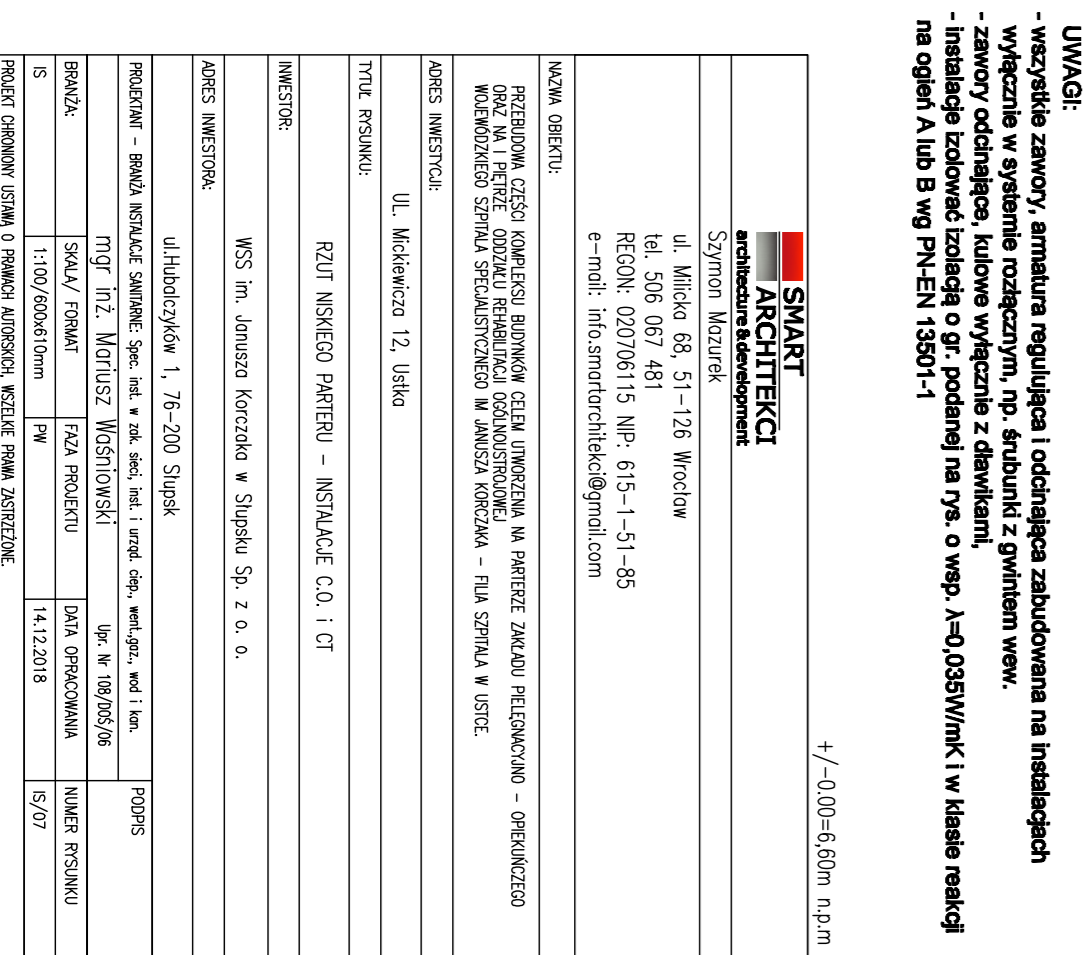 UWAGI:
- wszystkie zawory, armatura regulująca i odcinająca zabudowana na instalacjach
wyłącznie w systemie rozłącznym, np. śrubunki z gwintem wew.
- zawory odcinające, kulowe wyłącznie z dławikami,
- instalacje izolować izolacją o gr. podanej na rys. o wsp. λ=0,035W/mK i w klasie reakcji
na ogień A lub B wg PN-EN 13501-1
+/-0.00=6,60m n.p.m
SMART
ARCHITEKCI
architecture & development
Szymon Mazurek
ul. Milicka 68, 51-126 Wrocław
tel. 506 067 481
REGON: 020706115 NIP: 615-1-51-85
e-mail: info.smartarchitekci@gmail.com
NAZWA OBIEKTU:
PRZEBUDOWA CZĘŚCI KOMPLEKSU BUDYNKÓW CELEM UTWORZENIA NA PARTERZE ZAKŁADU PIELĘGNACYJNO - OPIEKUŃCZEGO
ORAZ NA I PIĘTRZE ODDZIAŁU REHABILITACJI OGÓLNOUSTROJOWEJ
WOJEWÓDZKIEGO SZPITALA SPECJALISTYCZNEGO IM JANUSZA KORCZAKA - FILIA SZPITALA W USTCE.
ADRES INWESTYCJI:
UL. Mickiewicza 12, Ustka
TYTUŁ RYSUNKU:
RZUT NISKIEGO PARTERU - INSTALACJE C.O. i CT
INWESTOR:
WSS im. Janusza Korczaka w Słupsku Sp. z o. o.
ADRES INWESTORA:
ul.Hubalczyków 1, 76-200 Słupsk
PROJEKTANT - BRANŻA INSTALACJE SANITARNE: Spec. inst. w zak. sieci, inst. i urząd. ciep., went.,gaz., wod i kan. PODPIS
mgr inż. Mariusz Waśniowski Upr. Nr 108/DOŚ/06
BRANŻA: SKALA/ FORMAT FAZA PROJEKTU DATA OPRACOWANIA NUMER RYSUNKU
IS 1:100/600x610mm PW 14.12.2018 IS/07
PROJEKT CHRONIONY USTAWĄ O PRAWACH AUTORSKICH, WSZELKIE PRAWA ZASTRZEŻONE.